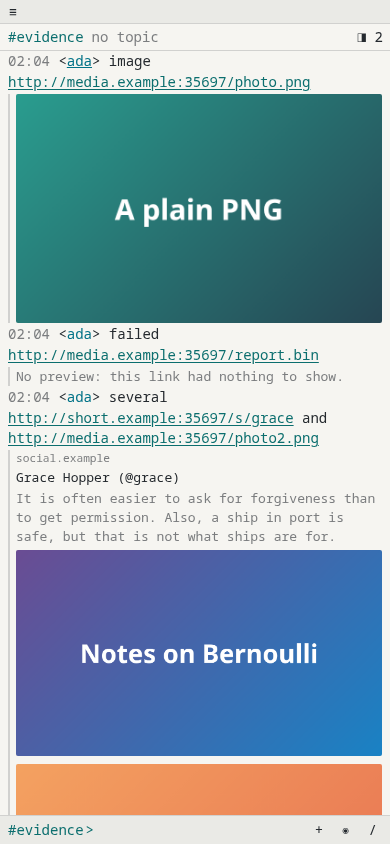 ≡
#evidence no topic ◨ 2
02:04 <ada> image
http://media.example:35697/photo.png
A plain PNG
02:04 <ada> failed
http://media.example:35697/report.bin
No preview: this link had nothing to show.
02:04 <ada> several
http://short.example:35697/s/grace and
http://media.example:35697/photo2.png
social.example
Grace Hopper (@grace)
It is often easier to ask for forgiveness than
to get permission. Also, a ship in port is
safe, but that is not what ships are for.
Notes on Bernoulli
#evidence> + ◉ /